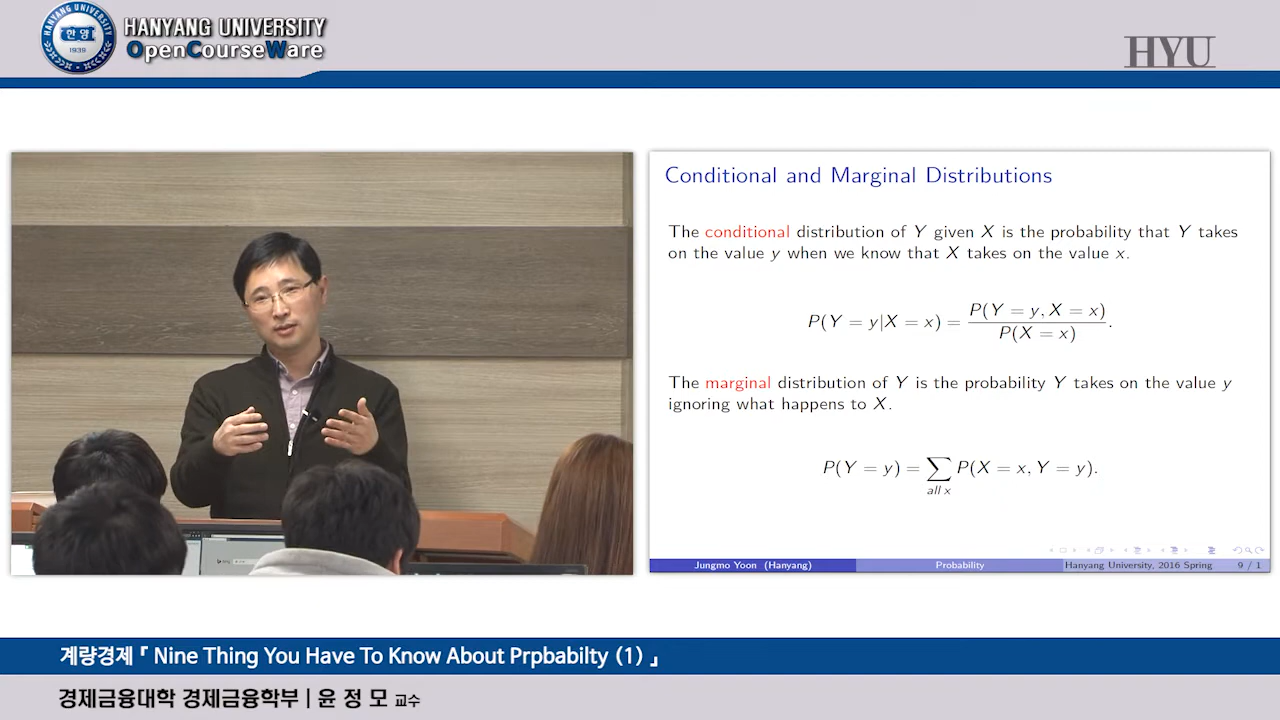 HANYANG UNIVERSITY
OpenCourseWare
한양
1939
HYU
Conditional and Marginal Distributions
The conditional distribution of Y given X is the probability that Y takes
on the value y when we know that X takes on the value x.
P(Y = y|X = x) = P(Y = y, X = x) / P(X = x).
The marginal distribution of Y is the probability Y takes on the value y
ignoring what happens to X.
P(Y = y) = ∑ P(X = x, Y = y).
all x
Jungmo Yoon (Hanyang) Probability Hanyang University, 2016 Spring 9 / 1
계량경제「 Nine Thing You Have To Know About Prpbabilty (1) 」
경제금융대학 경제금융학부 | 윤 정 모 교수